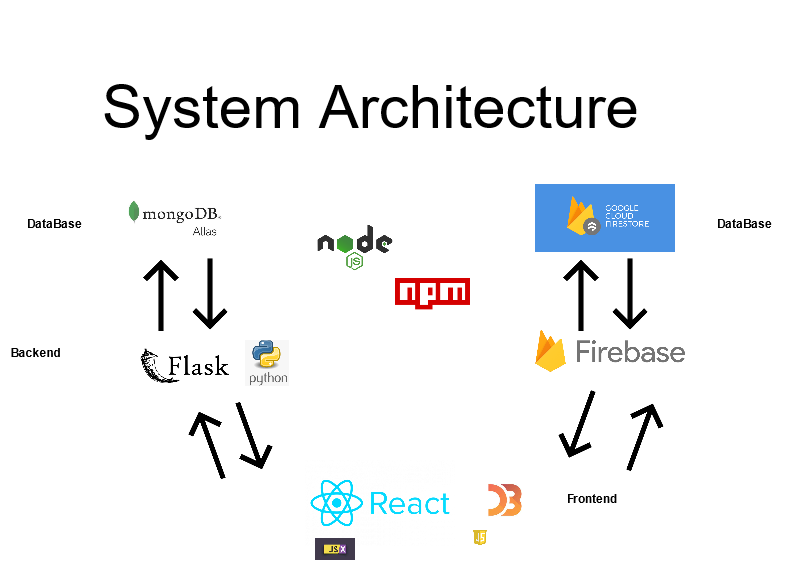 System Architecture
DataBase
mongoDB.
Atlas
GOOGLE
CLOUD
FIRESTORE
DataBase
node
JS
npm
Backend
Flask
python
Firebase
React
D3
Frontend
JSX
JS